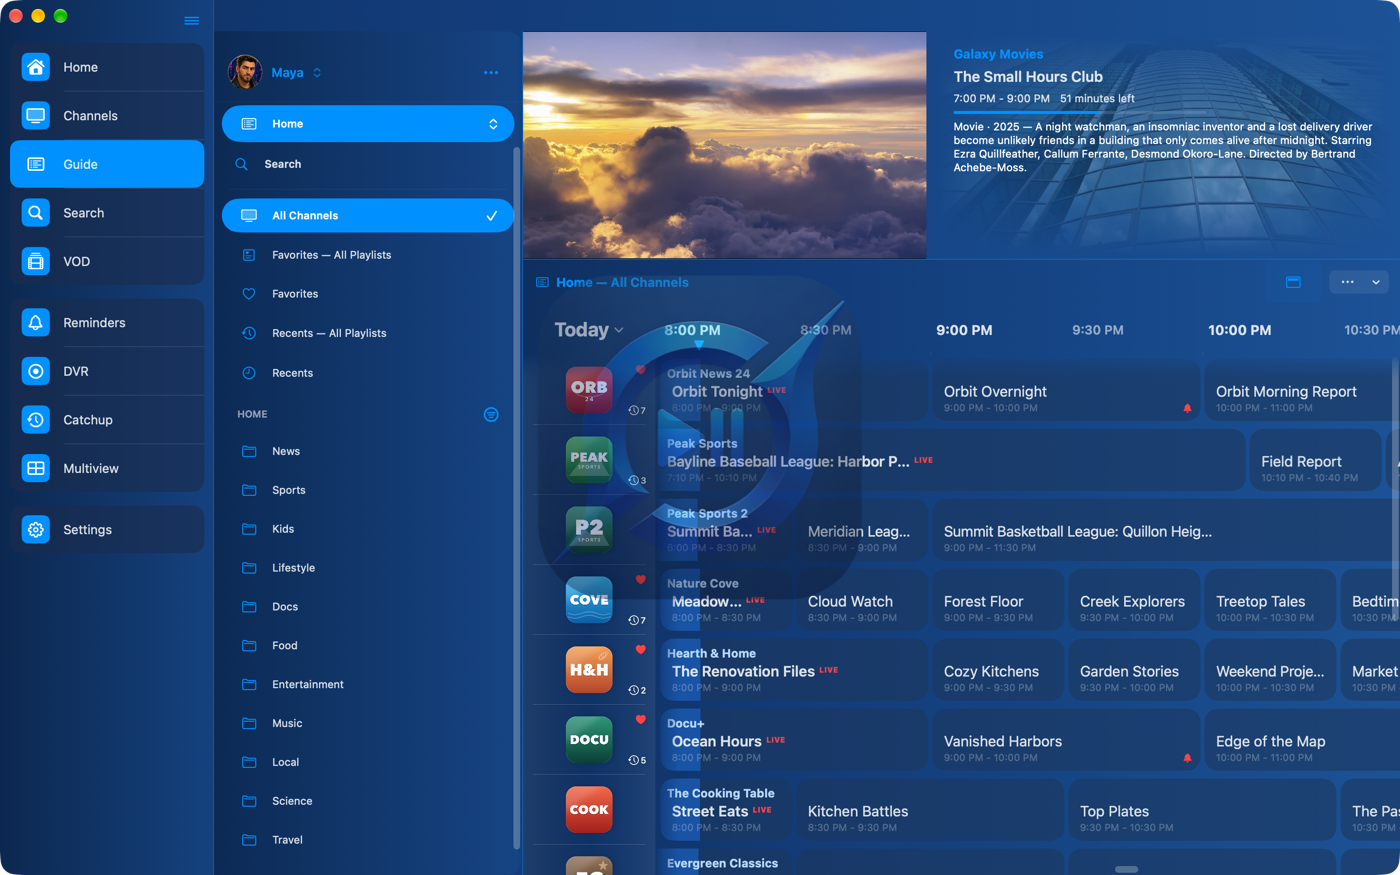 Home
Channels
Guide
Search
VOD
Reminders
DVR
Catchup
Multiview
Settings
Maya
Home
Search
All Channels
Favorites — All Playlists
Favorites
Recents — All Playlists
Recents
HOME
News
Sports
Kids
Lifestyle
Docs
Food
Entertainment
Music
Local
Science
Travel
Galaxy Movies
The Small Hours Club
7:00 PM - 9:00 PM 51 minutes left
Movie · 2025 — A night watchman, an insomniac inventor and a lost delivery driver
become unlikely friends in a building that only comes alive after midnight. Starring
Ezra Quillfeather, Callum Ferrante, Desmond Okoro-Lane. Directed by Bertrand
Achebe-Moss.
Home — All Channels
Today 8:00 PM 8:30 PM 9:00 PM 9:30 PM 10:00 PM 10:30 PM
ORB
24
7
Orbit News 24
Orbit Tonight LIVE
8:00 PM - 9:00 PM
Orbit Overnight
9:00 PM - 10:00 PM
Orbit Morning Report
10:00 PM - 11:00 PM
PEAK
SPORTS
3
Peak Sports
Bayline Baseball League: Harbor P... LIVE
7:10 PM - 10:10 PM
Field Report
10:10 PM - 10:40 PM
P2
SPORTS
Peak Sports 2
Summit Ba... LIVE
6:00 PM - 8:30 PM
Meridian Leag...
8:30 PM - 9:00 PM
Summit Basketball League: Quillon Heig...
9:00 PM - 11:30 PM
COVE
7
Nature Cove
Meadow... LIVE
8:00 PM - 8:30 PM
Cloud Watch
8:30 PM - 9:00 PM
Forest Floor
9:00 PM - 9:30 PM
Creek Explorers
9:30 PM - 10:00 PM
Treetop Tales
10:00 PM - 10:30 PM
Bedtim
10:30 PM
H&H
2
Hearth & Home
The Renovation Files LIVE
8:00 PM - 9:00 PM
Cozy Kitchens
9:00 PM - 9:30 PM
Garden Stories
9:30 PM - 10:00 PM
Weekend Proje...
10:00 PM - 10:30 PM
Market
10:30 PM
DOCU
5
Docu+
Ocean Hours LIVE
8:00 PM - 9:00 PM
Vanished Harbors
9:00 PM - 10:00 PM
Edge of the Map
10:00 PM - 11:00 PM
COOK
The Cooking Table
Street Eats LIVE
8:00 PM - 8:30 PM
Kitchen Battles
8:30 PM - 9:30 PM
Top Plates
9:30 PM - 10:30 PM
The Pa
10:30 PM
Evergreen Classics